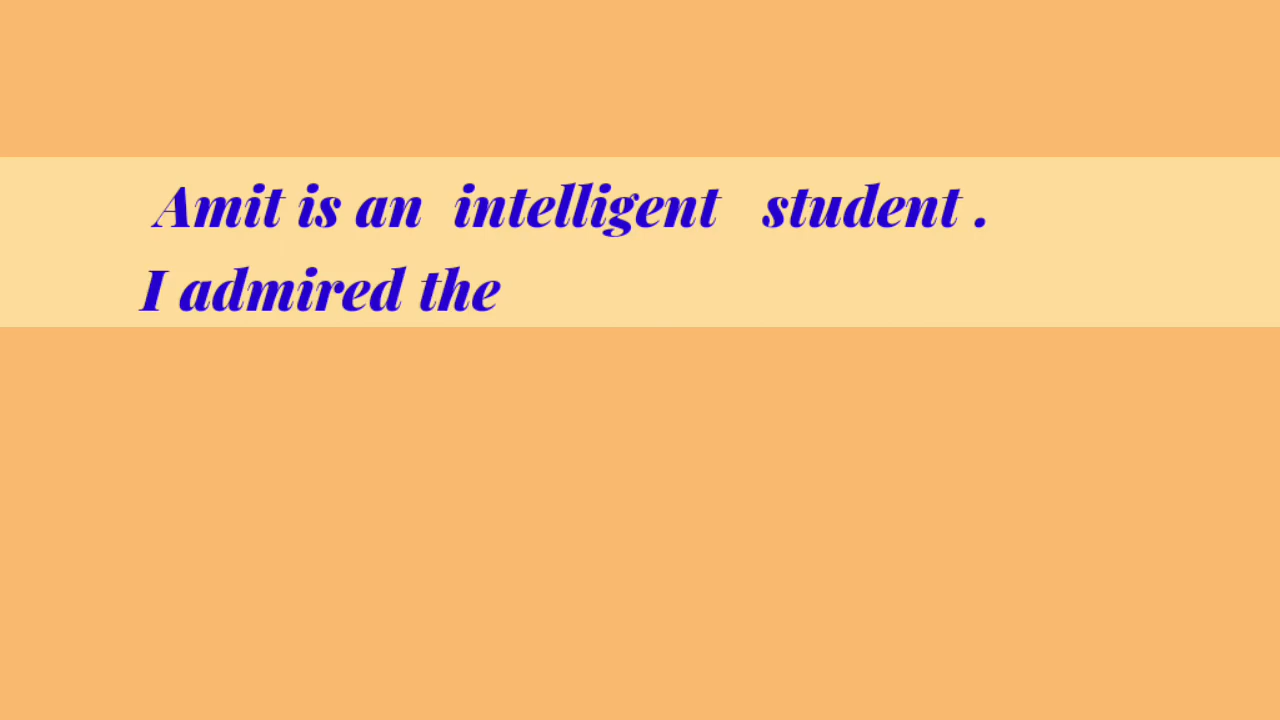 Amit is an intelligent student .
I admired the